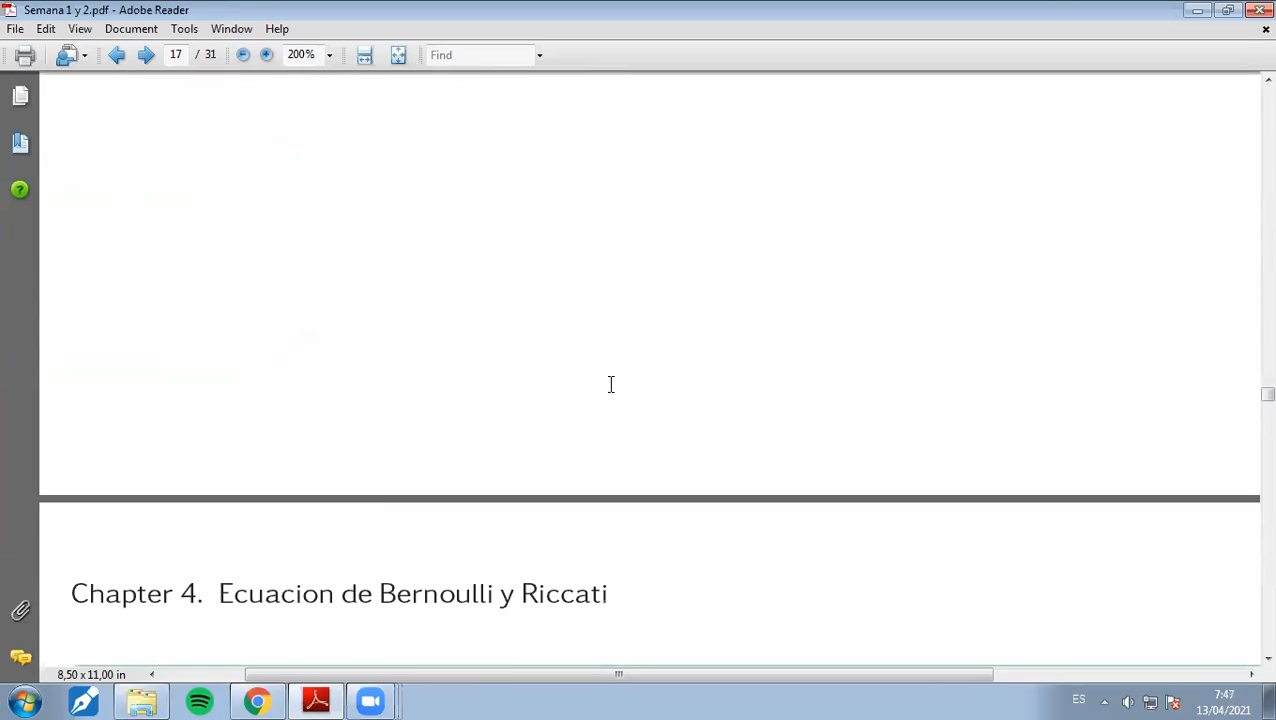 Semana 1 y 2.pdf - Adobe Reader
File Edit View Document Tools Window Help
17 / 31 200% Find
Chapter 4. Ecuacion de Bernoulli y Riccati
8,50 x 11,00 in
ES 7:47
13/04/2021